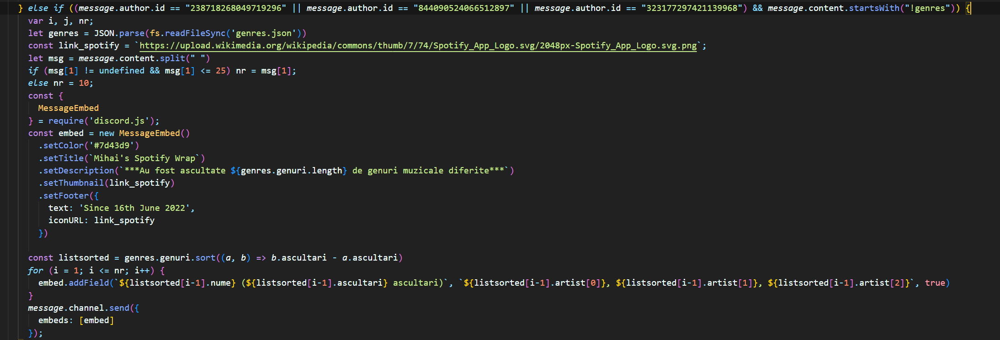 } else if ((message.author.id == "238718268049719296" || message.author.id == "844090524066512897" || message.author.id == "323177297421139968") && message.content.startsWith("!genres")) {
var i, j, nr;
let genres = JSON.parse(fs.readFileSync('genres.json'))
const link_spotify = `https://upload.wikimedia.org/wikipedia/commons/thumb/7/74/Spotify_App_Logo.svg/2048px-Spotify_App_Logo.svg.png`;
let msg = message.content.split(" ")
if (msg[1] != undefined && msg[1] <= 25) nr = msg[1];
else nr = 10;
const {
MessageEmbed
} = require('discord.js');
const embed = new MessageEmbed()
.setColor('#7d43d9')
.setTitle(`Mihai's Spotify Wrap`)
.setDescription(`***Au fost ascultate ${genres.genuri.length} de genuri muzicale diferite***`)
.setThumbnail(link_spotify)
.setFooter({
text: 'Since 16th June 2022',
iconURL: link_spotify
})
const listsorted = genres.genuri.sort((a, b) => b.ascultari - a.ascultari)
for (i = 1; i <= nr; i++) {
embed.addField(`${listsorted[i-1].nume} (${listsorted[i-1].ascultari} ascultari)`, `${listsorted[i-1].artist[0]}, ${listsorted[i-1].artist[1]}, ${listsorted[i-1].artist[2]}`, true)
}
message.channel.send({
embeds: [embed]
});